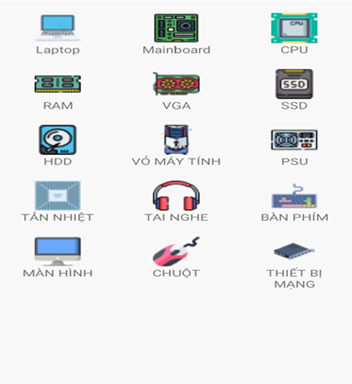 Laptop Mainboard CPU
RAM VGA SSD
HDD VỎ MÁY TÍNH PSU
TẢN NHIỆT TAI NGHE BÀN PHÍM
MÀN HÌNH CHUỘT THIẾT BỊ
MẠNG